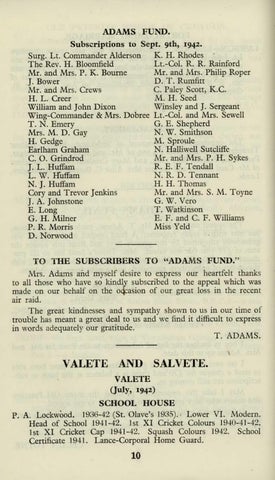 ADAMS FUND.
Subscriptions to Sept. 9th, 1942.
Surg. Lt. Commander Alderson
The Rev. H. Bloomfield
Mr. and Mrs. P. K. Bourne
J. Bower
Mr. and Mrs. Crews
H. L. Creer
William and John Dixon
Wing-Commander & Mrs. Dobree
T. N. Emery
Mrs. M. D. Gay
H. Gedge
Earlham Graham
C. O. Grindrod
J. L. Huffam
L. W. Huffam
N. J. Huffam
Cory and Trevor Jenkins
J. A. Johnstone
E. Long
G. H. Milner
P. R. Morris
D. Norwood
K. H. Rhodes
Lt.-Col. R. R. Rainford
Mr. and Mrs. Philip Roper
D. T. Rumfitt
C. Paley Scott, K.C.
M. H. Seed
Winsley and J. Sergeant
Lt.-Col. and Mrs. Sewell
G. E. Shepherd
N. W. Smithson
M. Sproule
N. Halliwell Sutcliffe
Mr. and Mrs. P. H. Sykes
R. E. F. Tendall
N. R. D. Tennant
H. H. Thomas
Mr. and Mrs. S. M. Toyne
G. W. Vero
T. Watkinson
E. F. and C. F. Williams
Miss Yeld
TO THE SUBSCRIBERS TO "ADAMS FUND."
Mrs. Adams and myself desire to express our heartfelt thanks
to all those who have so kindly subscribed to the appeal which was
made on our behalf on the occasion of our great loss in the recent
air raid.
The great kindnesses and sympathy shown to us in our time of
trouble has meant a great deal to us and we find it difficult to express
in words adequately our gratitude.
T. ADAMS.
VALETE AND SALVETE.
VALETE
(July, 1942)
SCHOOL HOUSE
P. A. Lockwood. 1936-42 (St. Olave's 1935). Lower VI. Modern.
Head of School 1941-42. 1st XI Cricket Colours 1940-41-42.
1st XI Cricket Cap 1941-42. Squash Colours 1942. School
Certificate 1941. Lance-Corporal Home Guard.
10